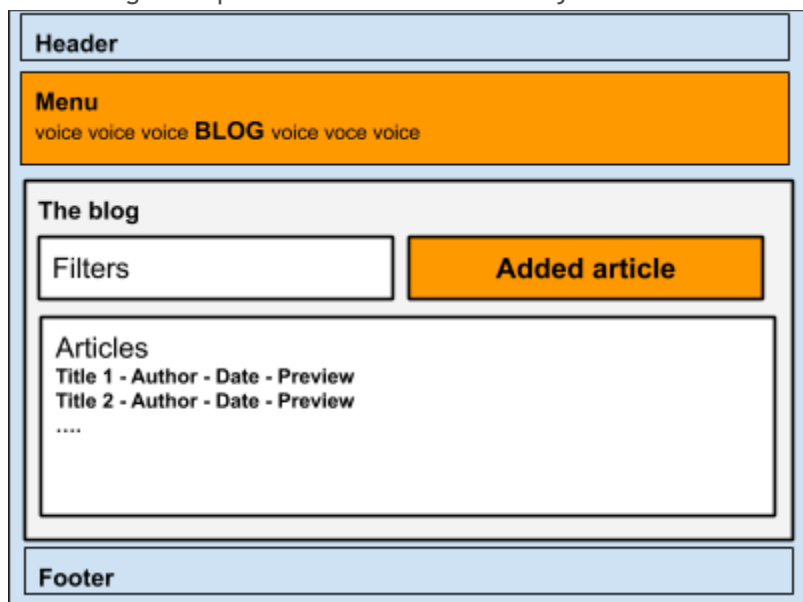 Header
Menu
voice voice voice BLOG voice voce voice
The blog
Filters
Added article
Articles
Title 1 - Author - Date - Preview
Title 2 - Author - Date - Preview
....
Footer